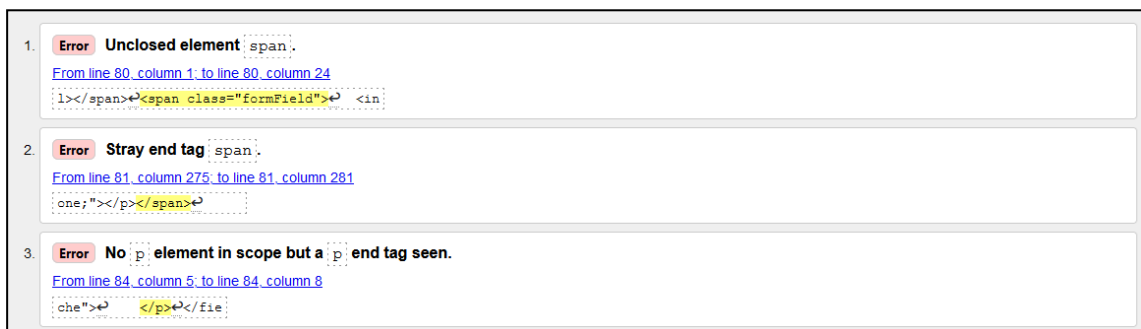 1. Error Unclosed element span.
From line 80, column 1; to line 80, column 24
l></span>↩<span class="formField">↩  <in
2. Error Stray end tag span.
From line 81, column 275; to line 81, column 281
one;"></p></span>↩
3. Error No p element in scope but a p end tag seen.
From line 84, column 5; to line 84, column 8
che">↩    </p>↩</fie